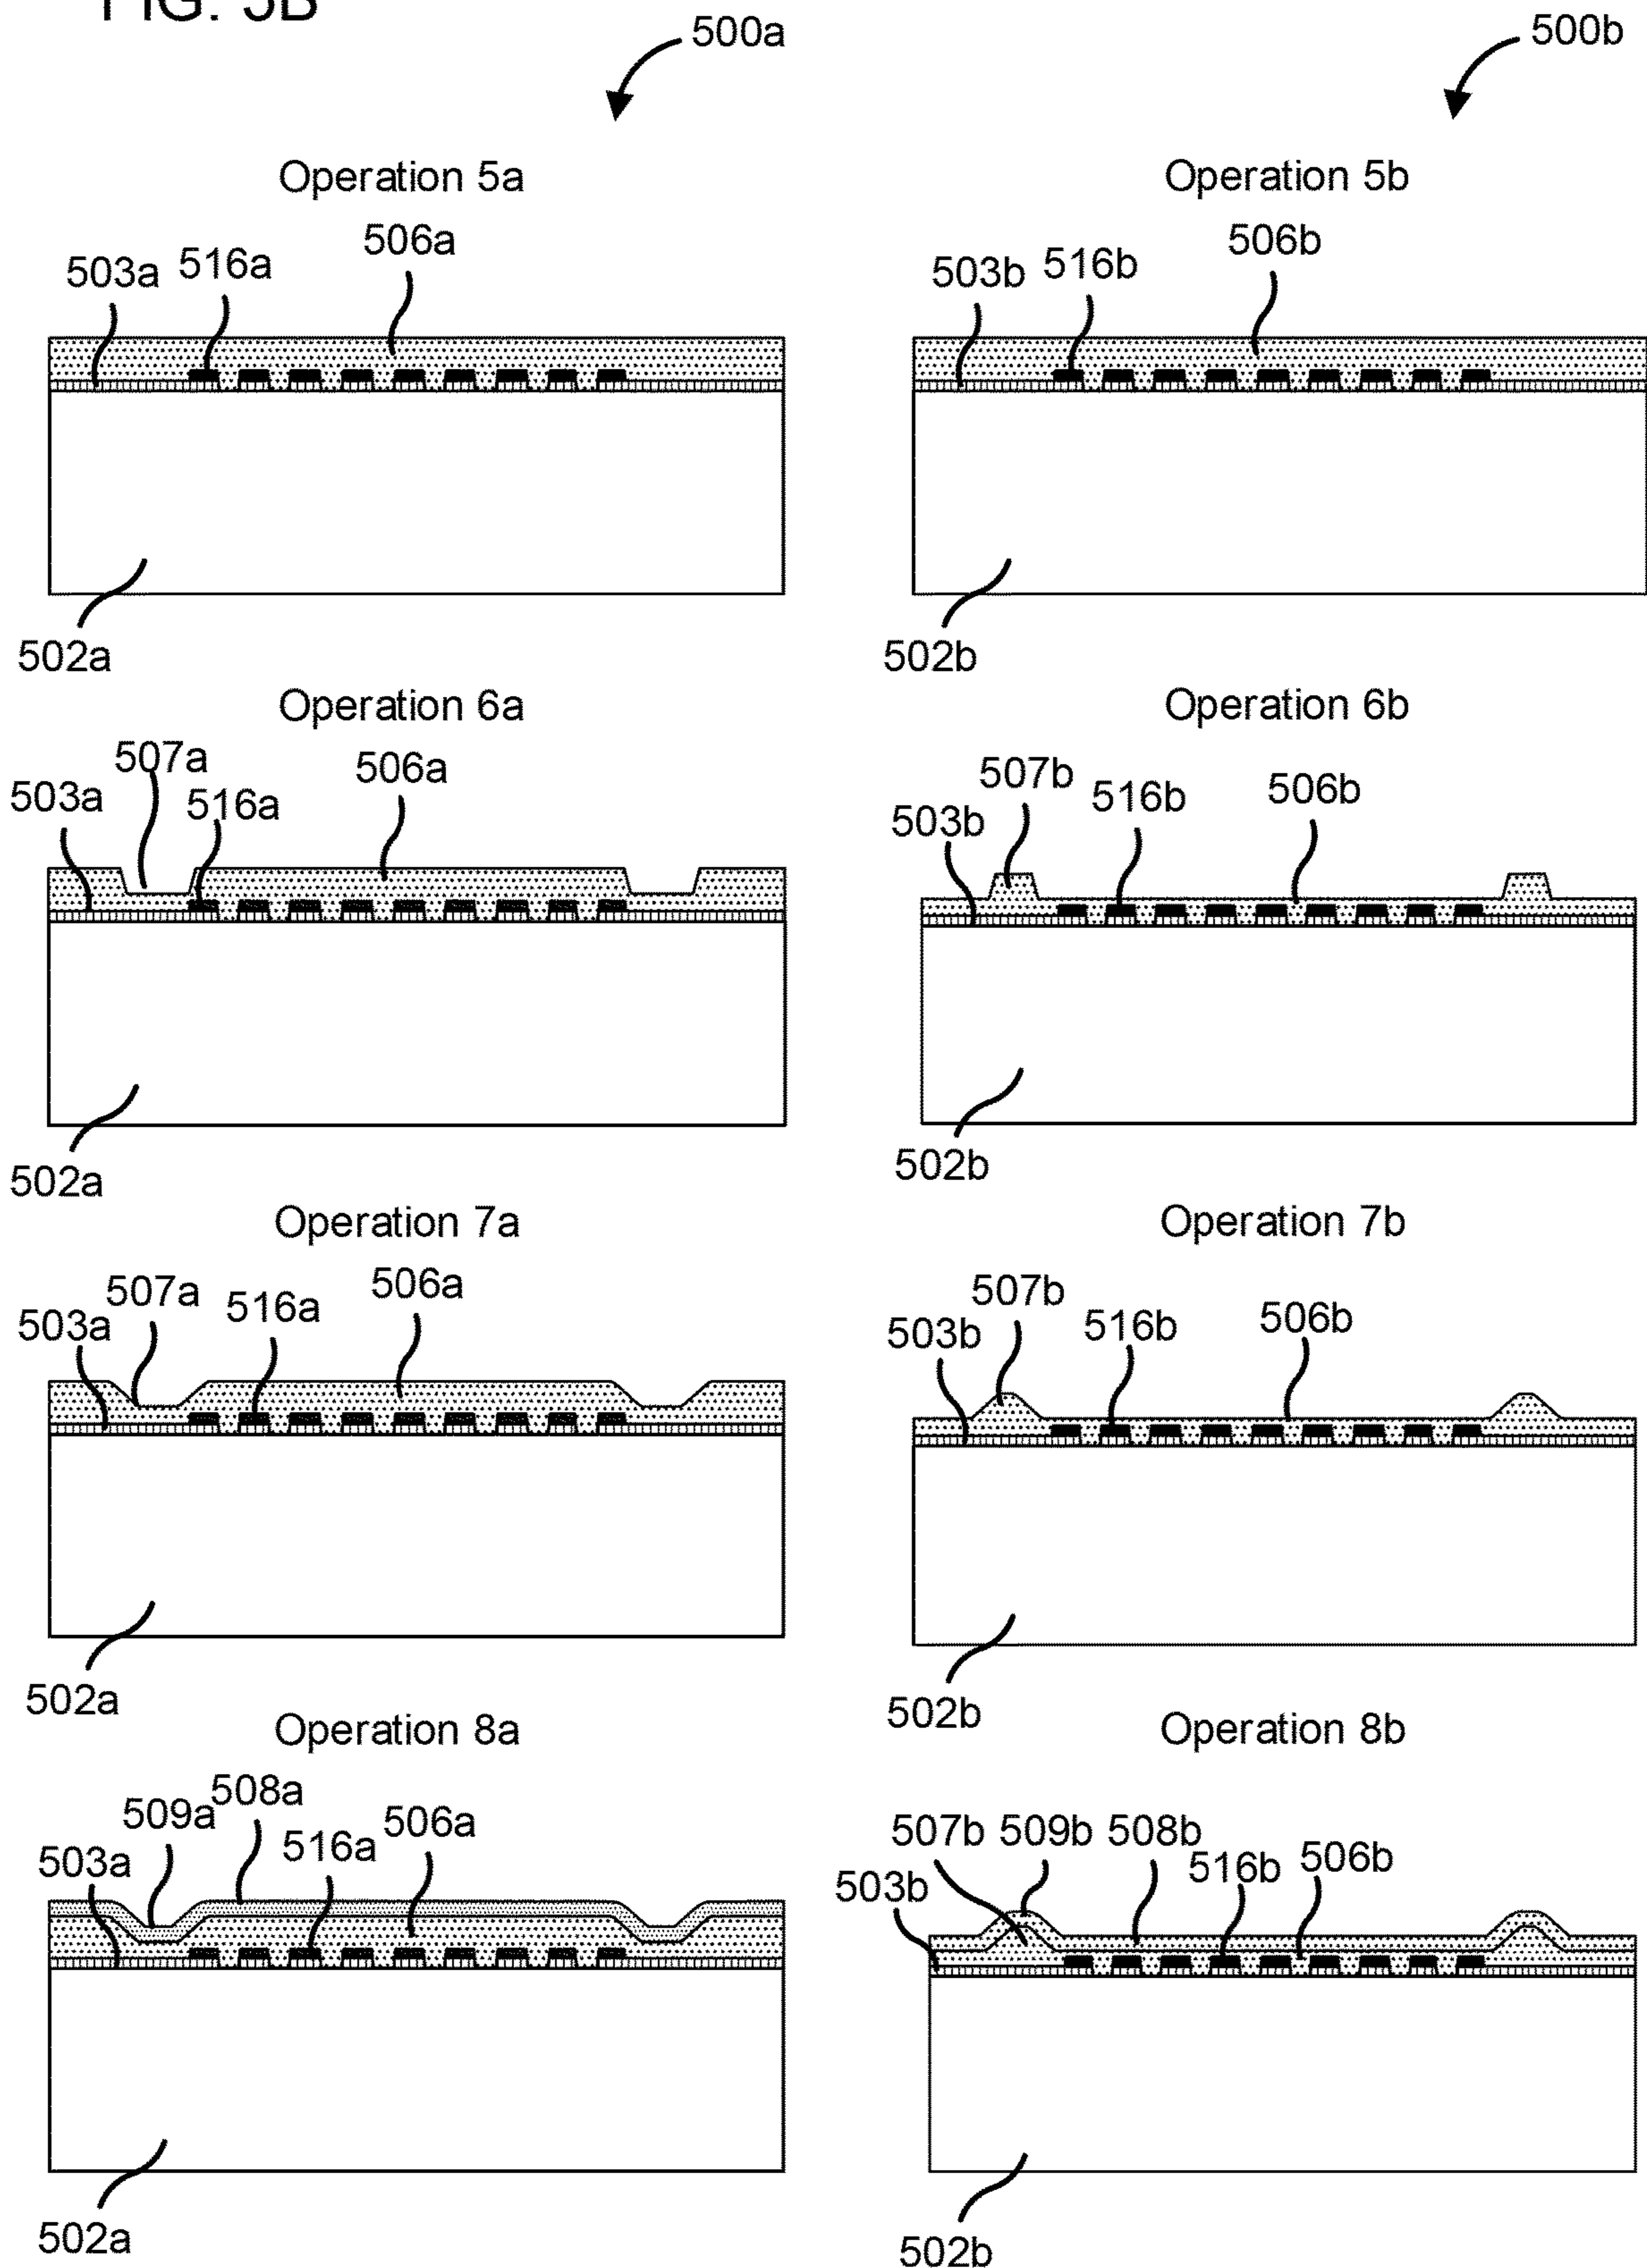 FIG. 5B
500a 500b
Operation 5a Operation 5b
503a 516a 506a 503b 516b 506b
502a 502b
Operation 6a Operation 6b
507a 506a 507b 506b
503a 516a 503b 516b
502a 502b
Operation 7a Operation 7b
503a 507a 516a 506a 503b 507b 516b 506b
502a 502b
Operation 8a Operation 8b
503a 509a 508a 516a 506a 503b 507b 509b 508b 516b 506b
502a 502b